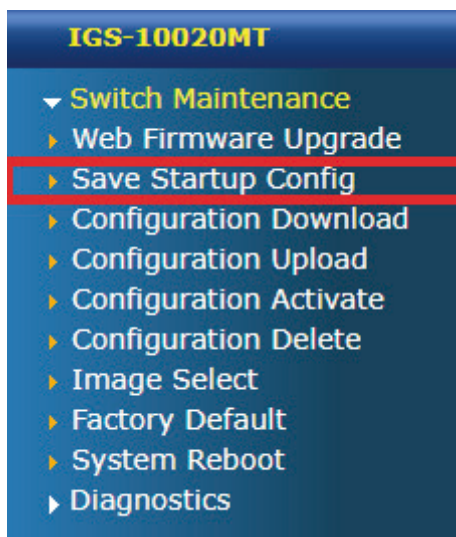 IGS-10020MT
Switch Maintenance
Web Firmware Upgrade
Save Startup Config
Configuration Download
Configuration Upload
Configuration Activate
Configuration Delete
Image Select
Factory Default
System Reboot
Diagnostics